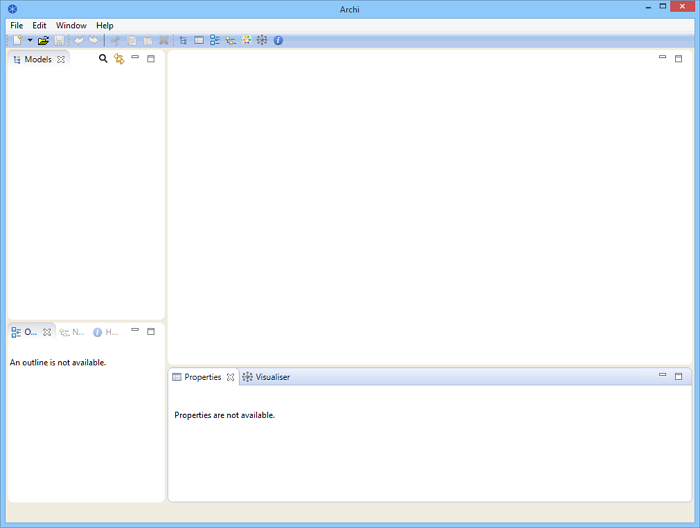 Archi
File Edit Window Help
Models
O... N... H...
An outline is not available.
Properties Visualiser
Properties are not available.